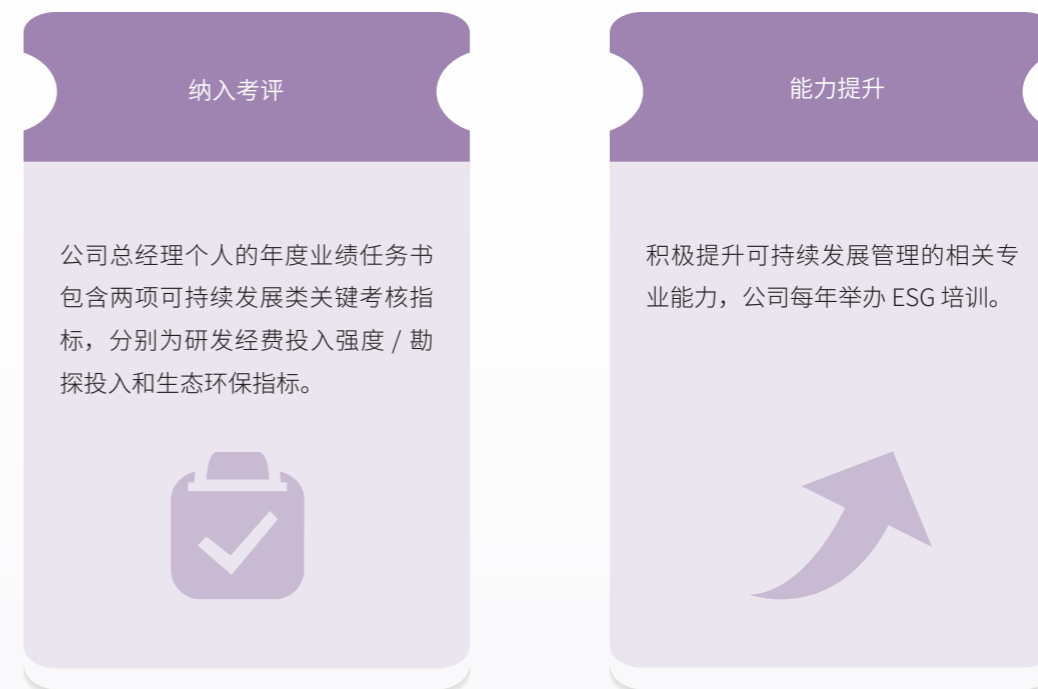 纳入考评
公司总经理个人的年度业绩任务书
包含两项可持续发展类关键考核指
标，分别为研发经费投入强度 / 勘
探投入和生态环保指标。
能力提升
积极提升可持续发展管理的相关专
业能力，公司每年举办 ESG 培训。